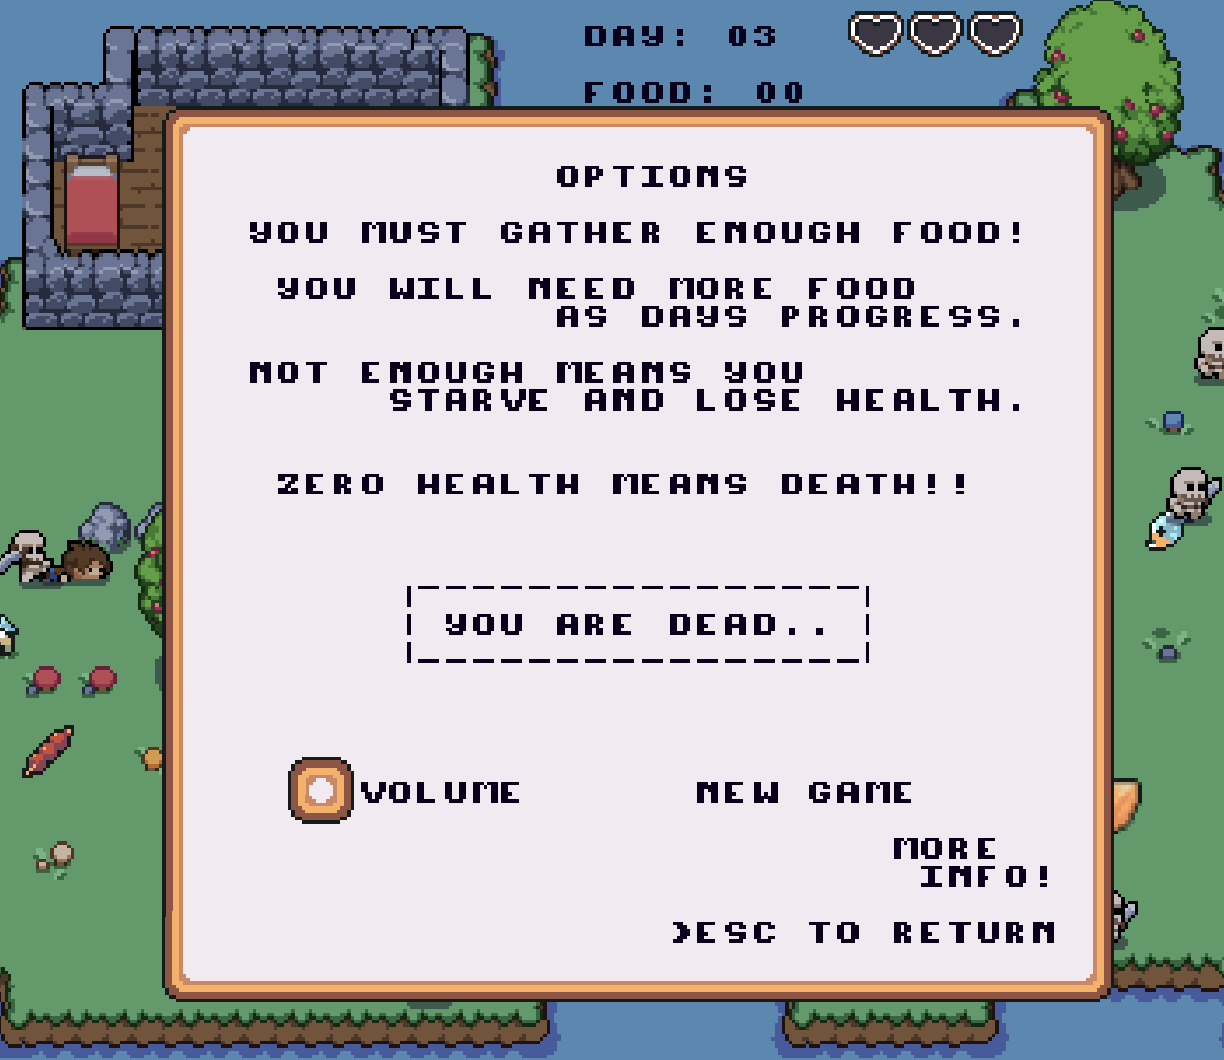 DAY: 03
FOOD: 00
OPTIONS
YOU MUST GATHER ENOUGH FOOD!
YOU WILL NEED MORE FOOD
AS DAYS PROGRESS.
NOT ENOUGH MEANS YOU
STARVE AND LOSE HEALTH.
ZERO HEALTH MEANS DEATH!!
YOU ARE DEAD..
VOLUME
NEW GAME
MORE
INFO!
>ESC TO RETURN